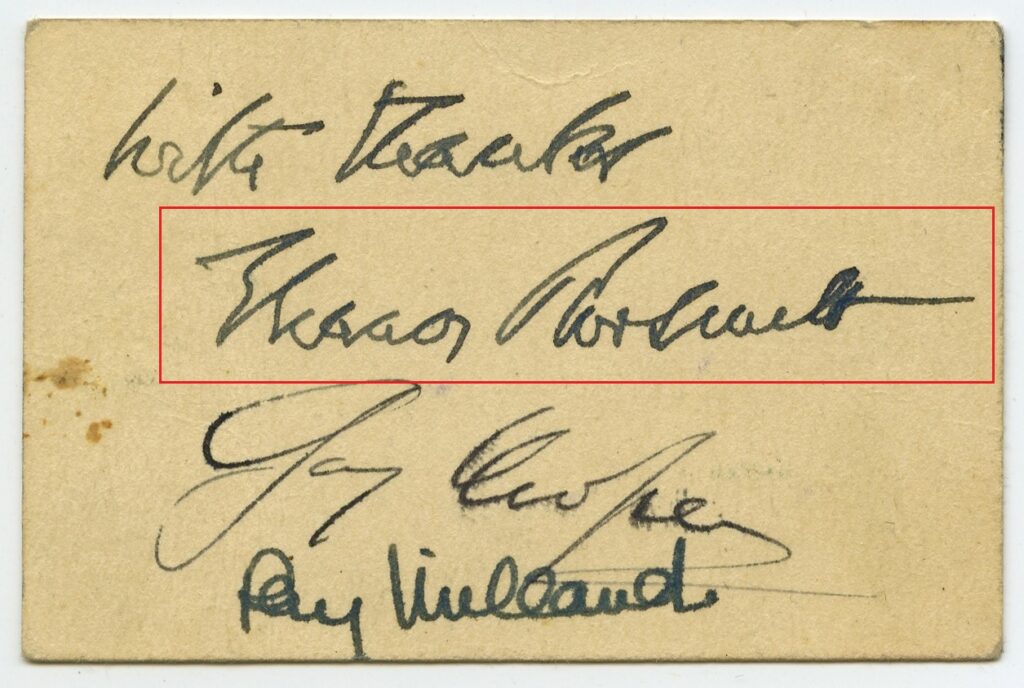 With thanks
Eleanor Roosevelt
Gary Cooper
Ray Milland